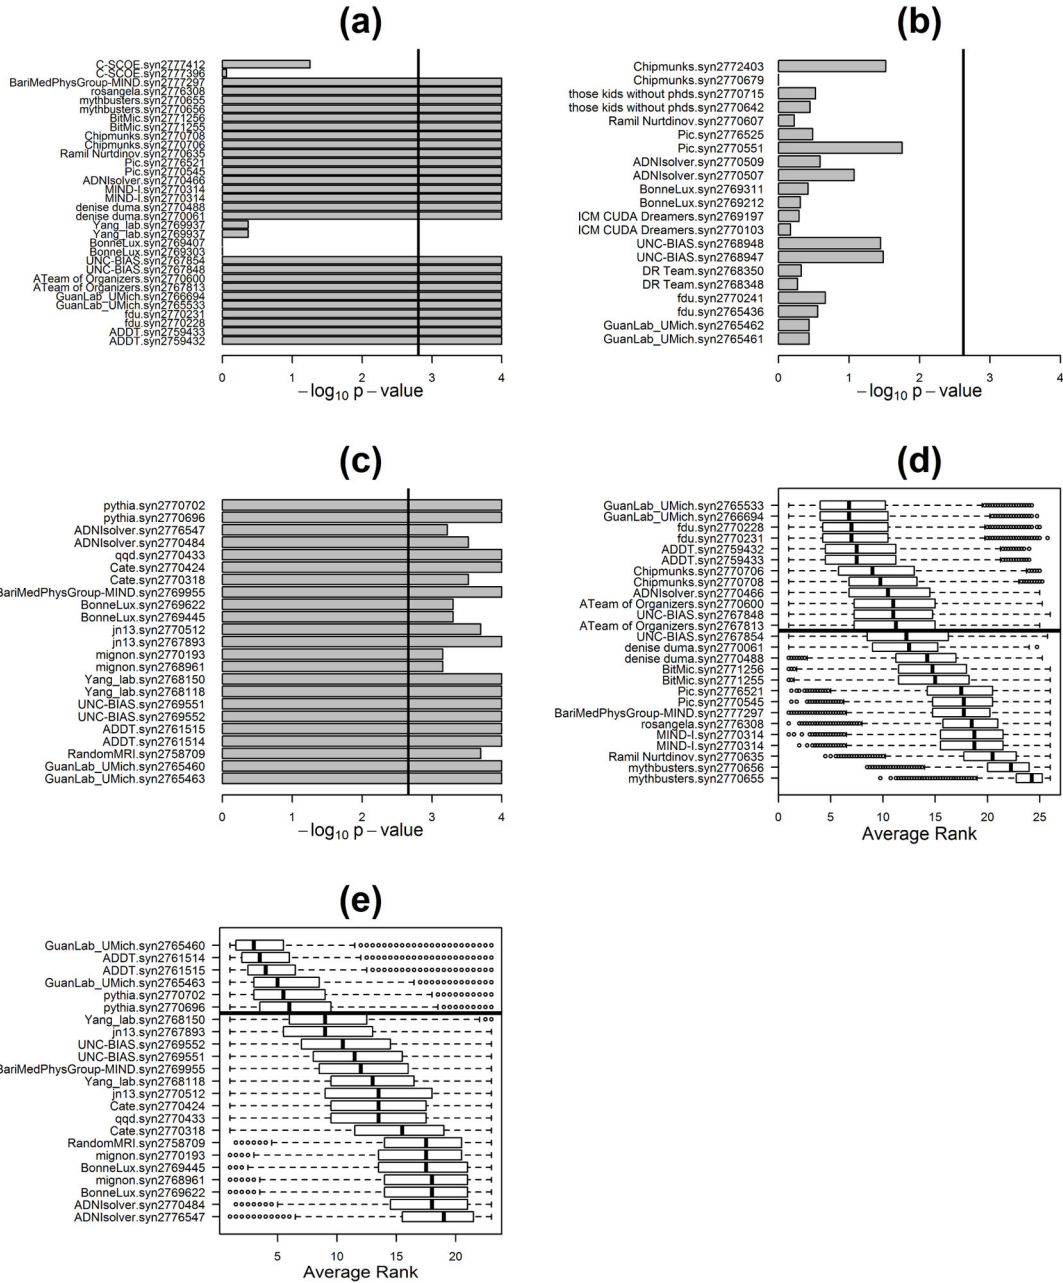 (a)
C-SCOE.syn2777412
C-SCOE.syn2777396
BariMedPhysGroup-MIND.syn2777297
rosangela.syn2776308
mythbusters.syn2770655
mythbusters.syn2770656
BitMic.syn2771256
BitMic.syn2771255
Chipmunks.syn2770708
Chipmunks.syn2770706
Ramil Nurtdinov.syn2770635
Pic.syn2776521
Pic.syn2770545
ADNIsolver.syn2770466
MIND-I.syn2770314
MIND-I.syn2770314
denise duma.syn2770488
denise duma.syn2770061
Yang_lab.syn2769937
Yang_lab.syn2769937
BonneLux.syn2769407
BonneLux.syn2769303
UNC-BIAS.syn2767854
UNC-BIAS.syn2767848
ATeam of Organizers.syn2770600
ATeam of Organizers.syn2767813
GuanLab_UMich.syn2766694
GuanLab_UMich.syn2765533
fdu.syn2770231
fdu.syn2770228
ADDT.syn2759433
ADDT.syn2759432
0 1 2 3 4
−log10 p−value
(b)
Chipmunks.syn2772403
Chipmunks.syn2770679
those kids without phds.syn2770715
those kids without phds.syn2770642
Ramil Nurtdinov.syn2770607
Pic.syn2776525
Pic.syn2770551
ADNIsolver.syn2770509
ADNIsolver.syn2770507
BonneLux.syn2769311
BonneLux.syn2769212
ICM CUDA Dreamers.syn2769197
ICM CUDA Dreamers.syn2770103
UNC-BIAS.syn2768948
UNC-BIAS.syn2768947
DR Team.syn2768350
DR Team.syn2768348
fdu.syn2770241
fdu.syn2765436
GuanLab_UMich.syn2765462
GuanLab_UMich.syn2765461
0 1 2 3 4
−log10 p−value
(c)
pythia.syn2770702
pythia.syn2770696
ADNIsolver.syn2776547
ADNIsolver.syn2770484
qqd.syn2770433
Cate.syn2770424
Cate.syn2770318
BariMedPhysGroup-MIND.syn2769955
BonneLux.syn2769622
BonneLux.syn2769445
jn13.syn2770512
jn13.syn2767893
mignon.syn2770193
mignon.syn2768961
Yang_lab.syn2768150
Yang_lab.syn2768118
UNC-BIAS.syn2769551
UNC-BIAS.syn2769552
ADDT.syn2761515
ADDT.syn2761514
RandomMRI.syn2758709
GuanLab_UMich.syn2765460
GuanLab_UMich.syn2765463
0 1 2 3 4
−log10 p−value
(d)
GuanLab_UMich.syn2765533
GuanLab_UMich.syn2766694
fdu.syn2770228
fdu.syn2770231
ADDT.syn2759432
ADDT.syn2759433
Chipmunks.syn2770706
Chipmunks.syn2770708
ADNIsolver.syn2770466
ATeam of Organizers.syn2770600
UNC-BIAS.syn2767848
ATeam of Organizers.syn2767813
UNC-BIAS.syn2767854
denise duma.syn2770061
denise duma.syn2770488
BitMic.syn2771256
BitMic.syn2771255
Pic.syn2776521
Pic.syn2770545
BariMedPhysGroup-MIND.syn2777297
rosangela.syn2776308
MIND-I.syn2770314
MIND-I.syn2770314
Ramil Nurtdinov.syn2770635
mythbusters.syn2770656
mythbusters.syn2770655
0 5 10 15 20 25
Average Rank
(e)
GuanLab_UMich.syn2765460
ADDT.syn2761514
ADDT.syn2761515
GuanLab_UMich.syn2765463
pythia.syn2770702
pythia.syn2770696
Yang_lab.syn2768150
jn13.syn2767893
UNC-BIAS.syn2769552
UNC-BIAS.syn2769551
BariMedPhysGroup-MIND.syn2769955
Yang_lab.syn2768118
jn13.syn2770512
Cate.syn2770424
qqd.syn2770433
Cate.syn2770318
RandomMRI.syn2758709
mignon.syn2770193
BonneLux.syn2769445
mignon.syn2768961
BonneLux.syn2769622
ADNIsolver.syn2770484
ADNIsolver.syn2776547
5 10 15 20
Average Rank